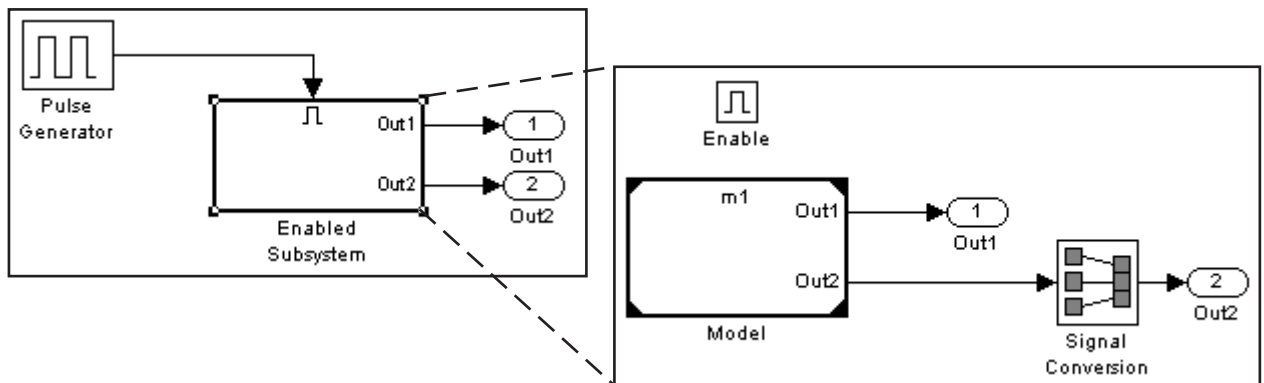 Pulse
Generator
Out1
1
Out1
Out2
2
Out2
Enabled
Subsystem
Enable
m1
Out1
1
Out1
Out2
2
Out2
Model
Signal
Conversion